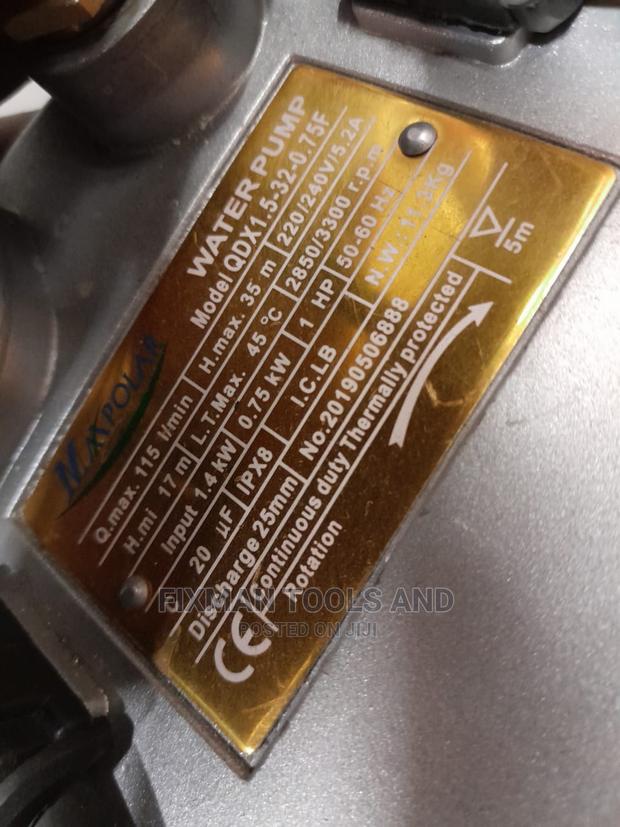 MAXPOLAR
WATER PUMP
Model QDX1.5-32-0.75F
Q.max. 115 l/min H.max. 35 m 220/240V/5.2A
H.mi 17 m L.T.Max. 45 °C 2850/3300 r.p.m
Input 1.4 kW 0.75 kW 1 HP 50-60 Hz
C 20 µF IPX8 I.C.LB N.W: 11.3Kg
Discharge 25mm No.20190506888 5m
CE Continuous duty Thermally protected
Rotation
FIXMAN TOOLS AND
POSTED ON JIJI